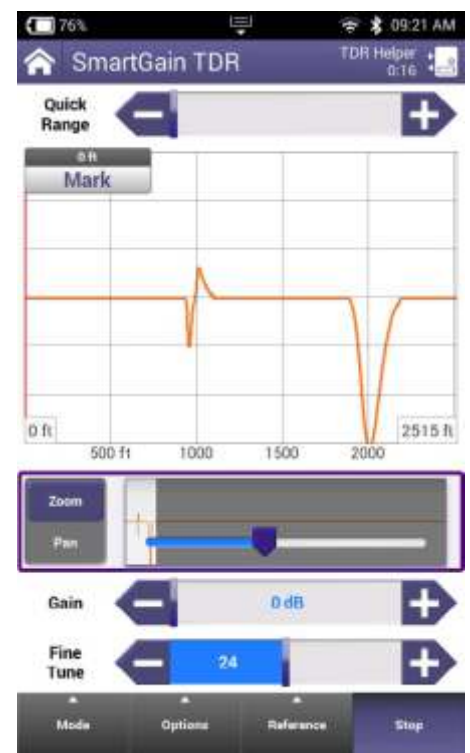 76%
09:21 AM
SmartGain TDR
TDR Helper
0:16
Quick
Range
0 ft
Mark
0 ft
2515 ft
500 ft 1000 1500 2000
Zoom
Pan
Gain
0 dB
Fine
Tune
24
Mode Options Reference Stop